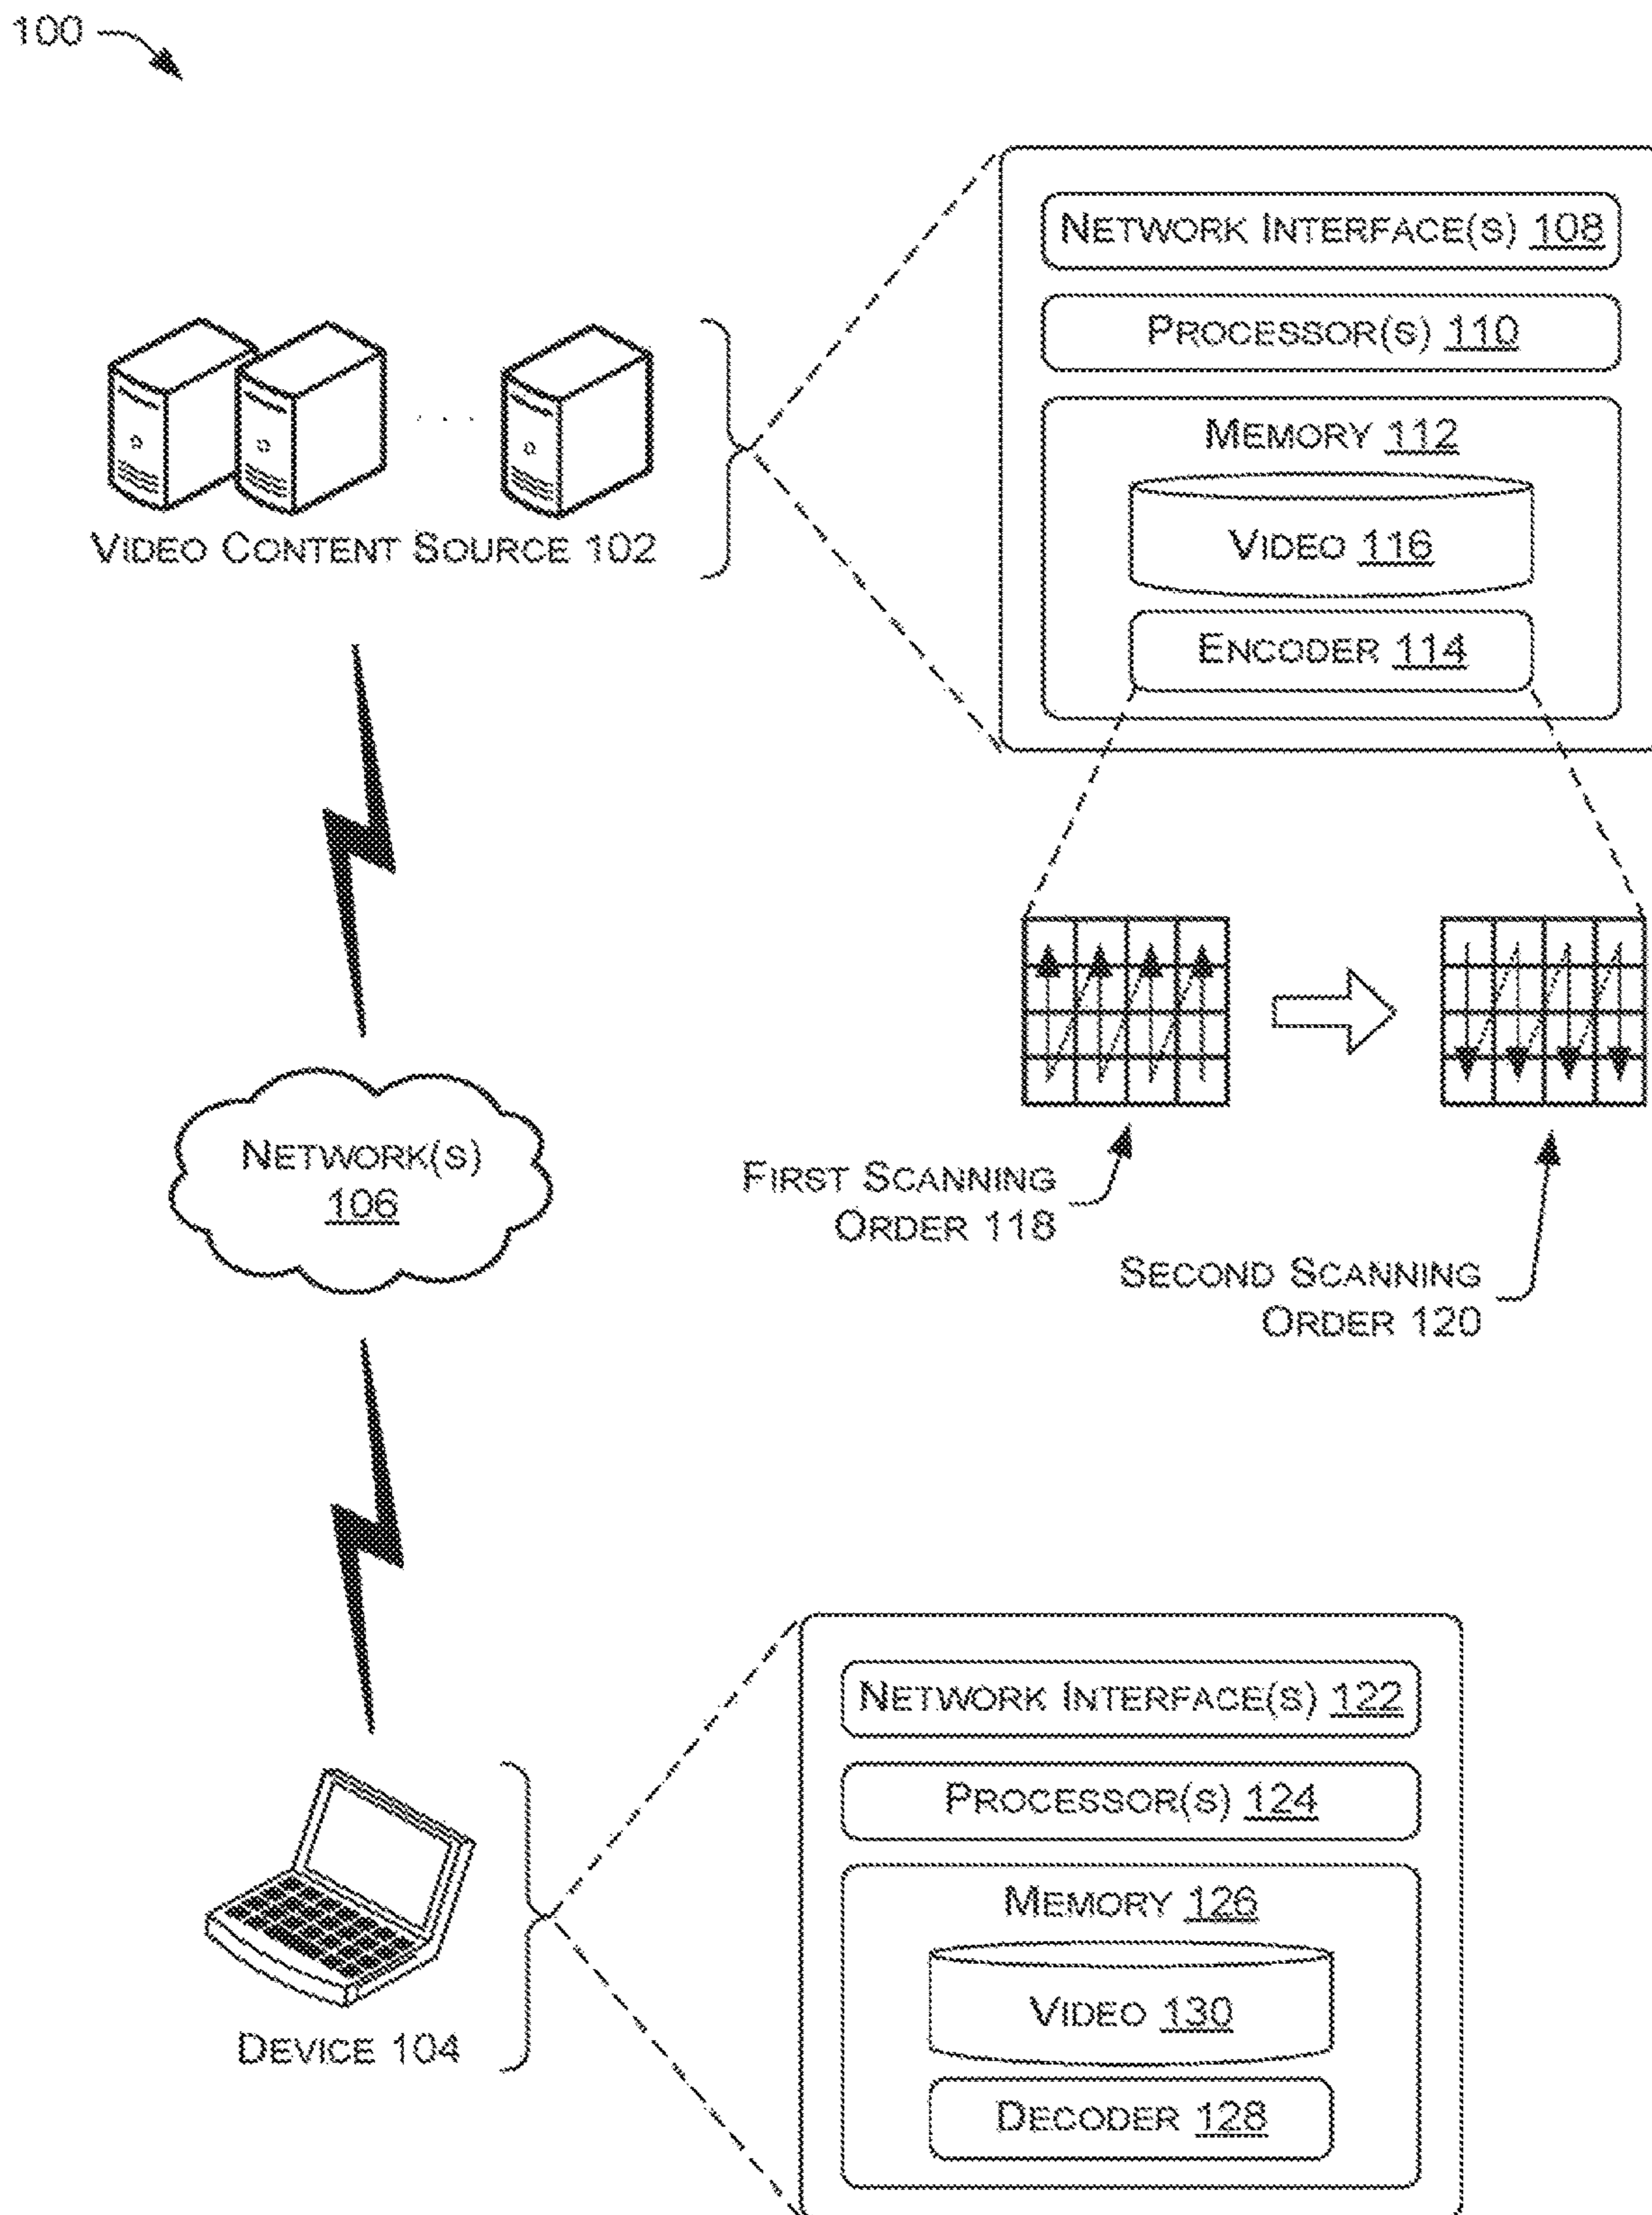 100
NETWORK INTERFACE(S) 108
PROCESSOR(S) 110
MEMORY 112
VIDEO 116
ENCODER 114
VIDEO CONTENT SOURCE 102
NETWORK(S)
106
FIRST SCANNING
ORDER 118
SECOND SCANNING
ORDER 120
NETWORK INTERFACE(S) 122
PROCESSOR(S) 124
MEMORY 126
VIDEO 130
DECODER 128
DEVICE 104